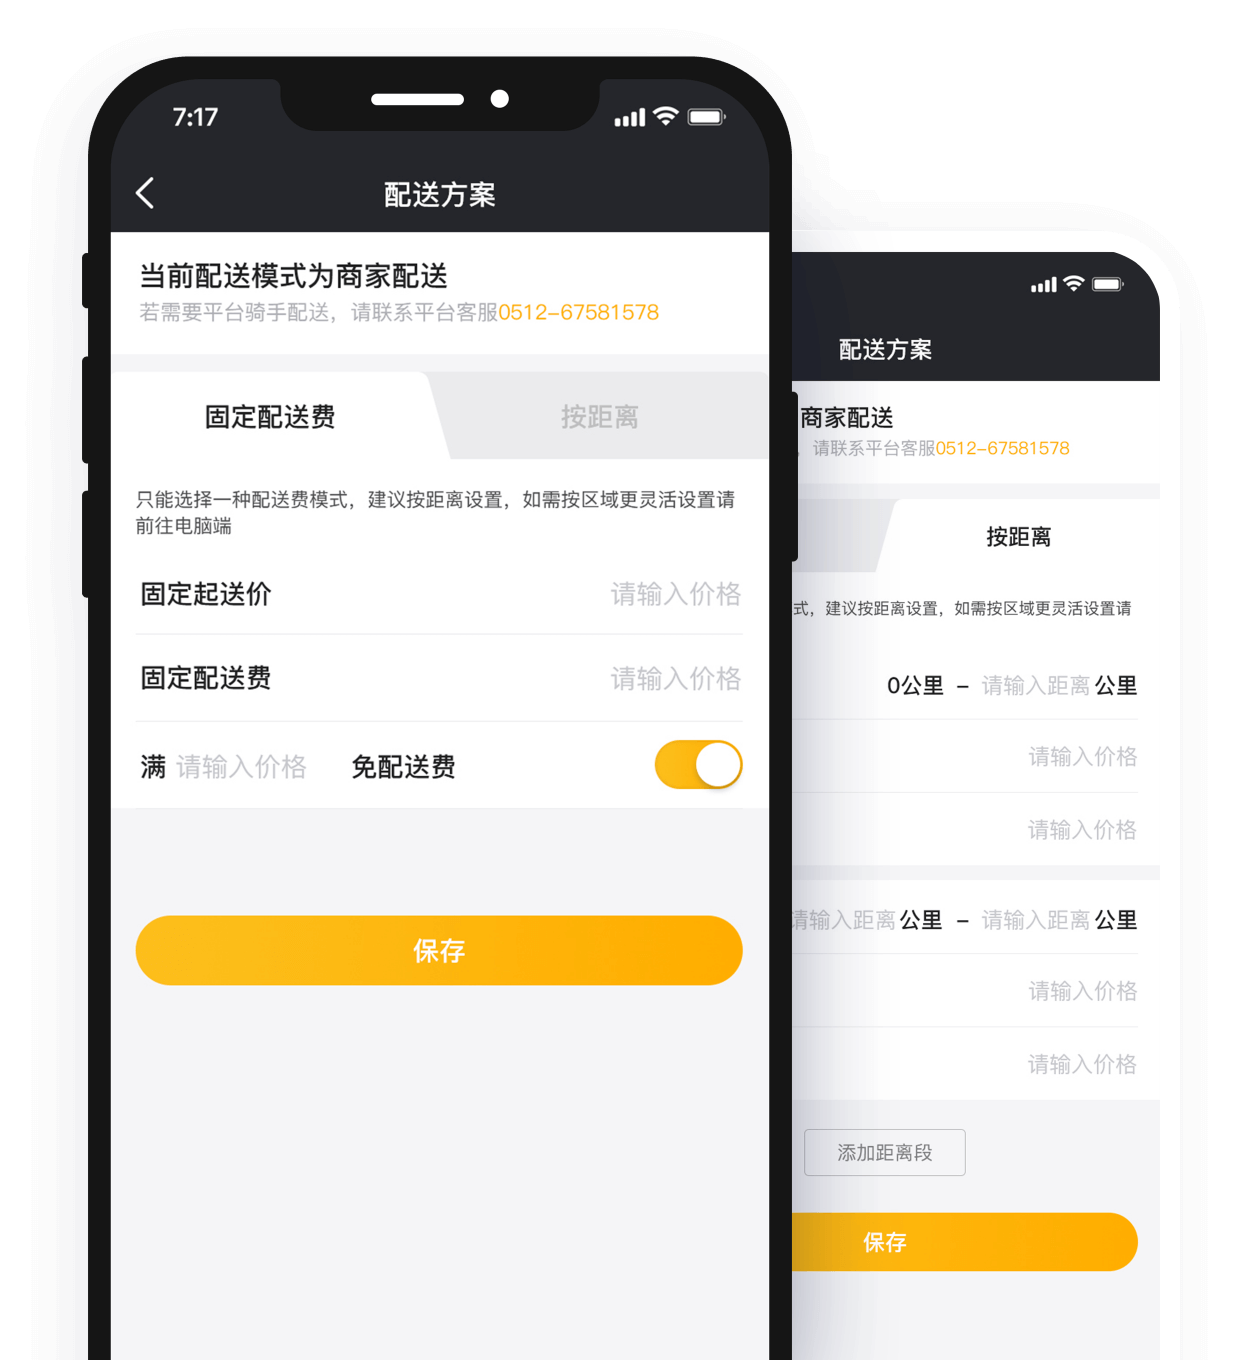 7:17
配送方案
当前配送模式为商家配送
若需要平台骑手配送，请联系平台客服0512-67581578
固定配送费
按距离
只能选择一种配送费模式，建议按距离设置，如需按区域更灵活设置请
前往电脑端
固定起送价 请输入价格
固定配送费 请输入价格
满 请输入价格 免配送费
保存
配送方案
商家配送
，请联系平台客服0512-67581578
按距离
式，建议按距离设置，如需按区域更灵活设置请
0公里 - 请输入距离 公里
请输入价格
请输入价格
请输入距离 公里 - 请输入距离 公里
请输入价格
请输入价格
添加距离段
保存